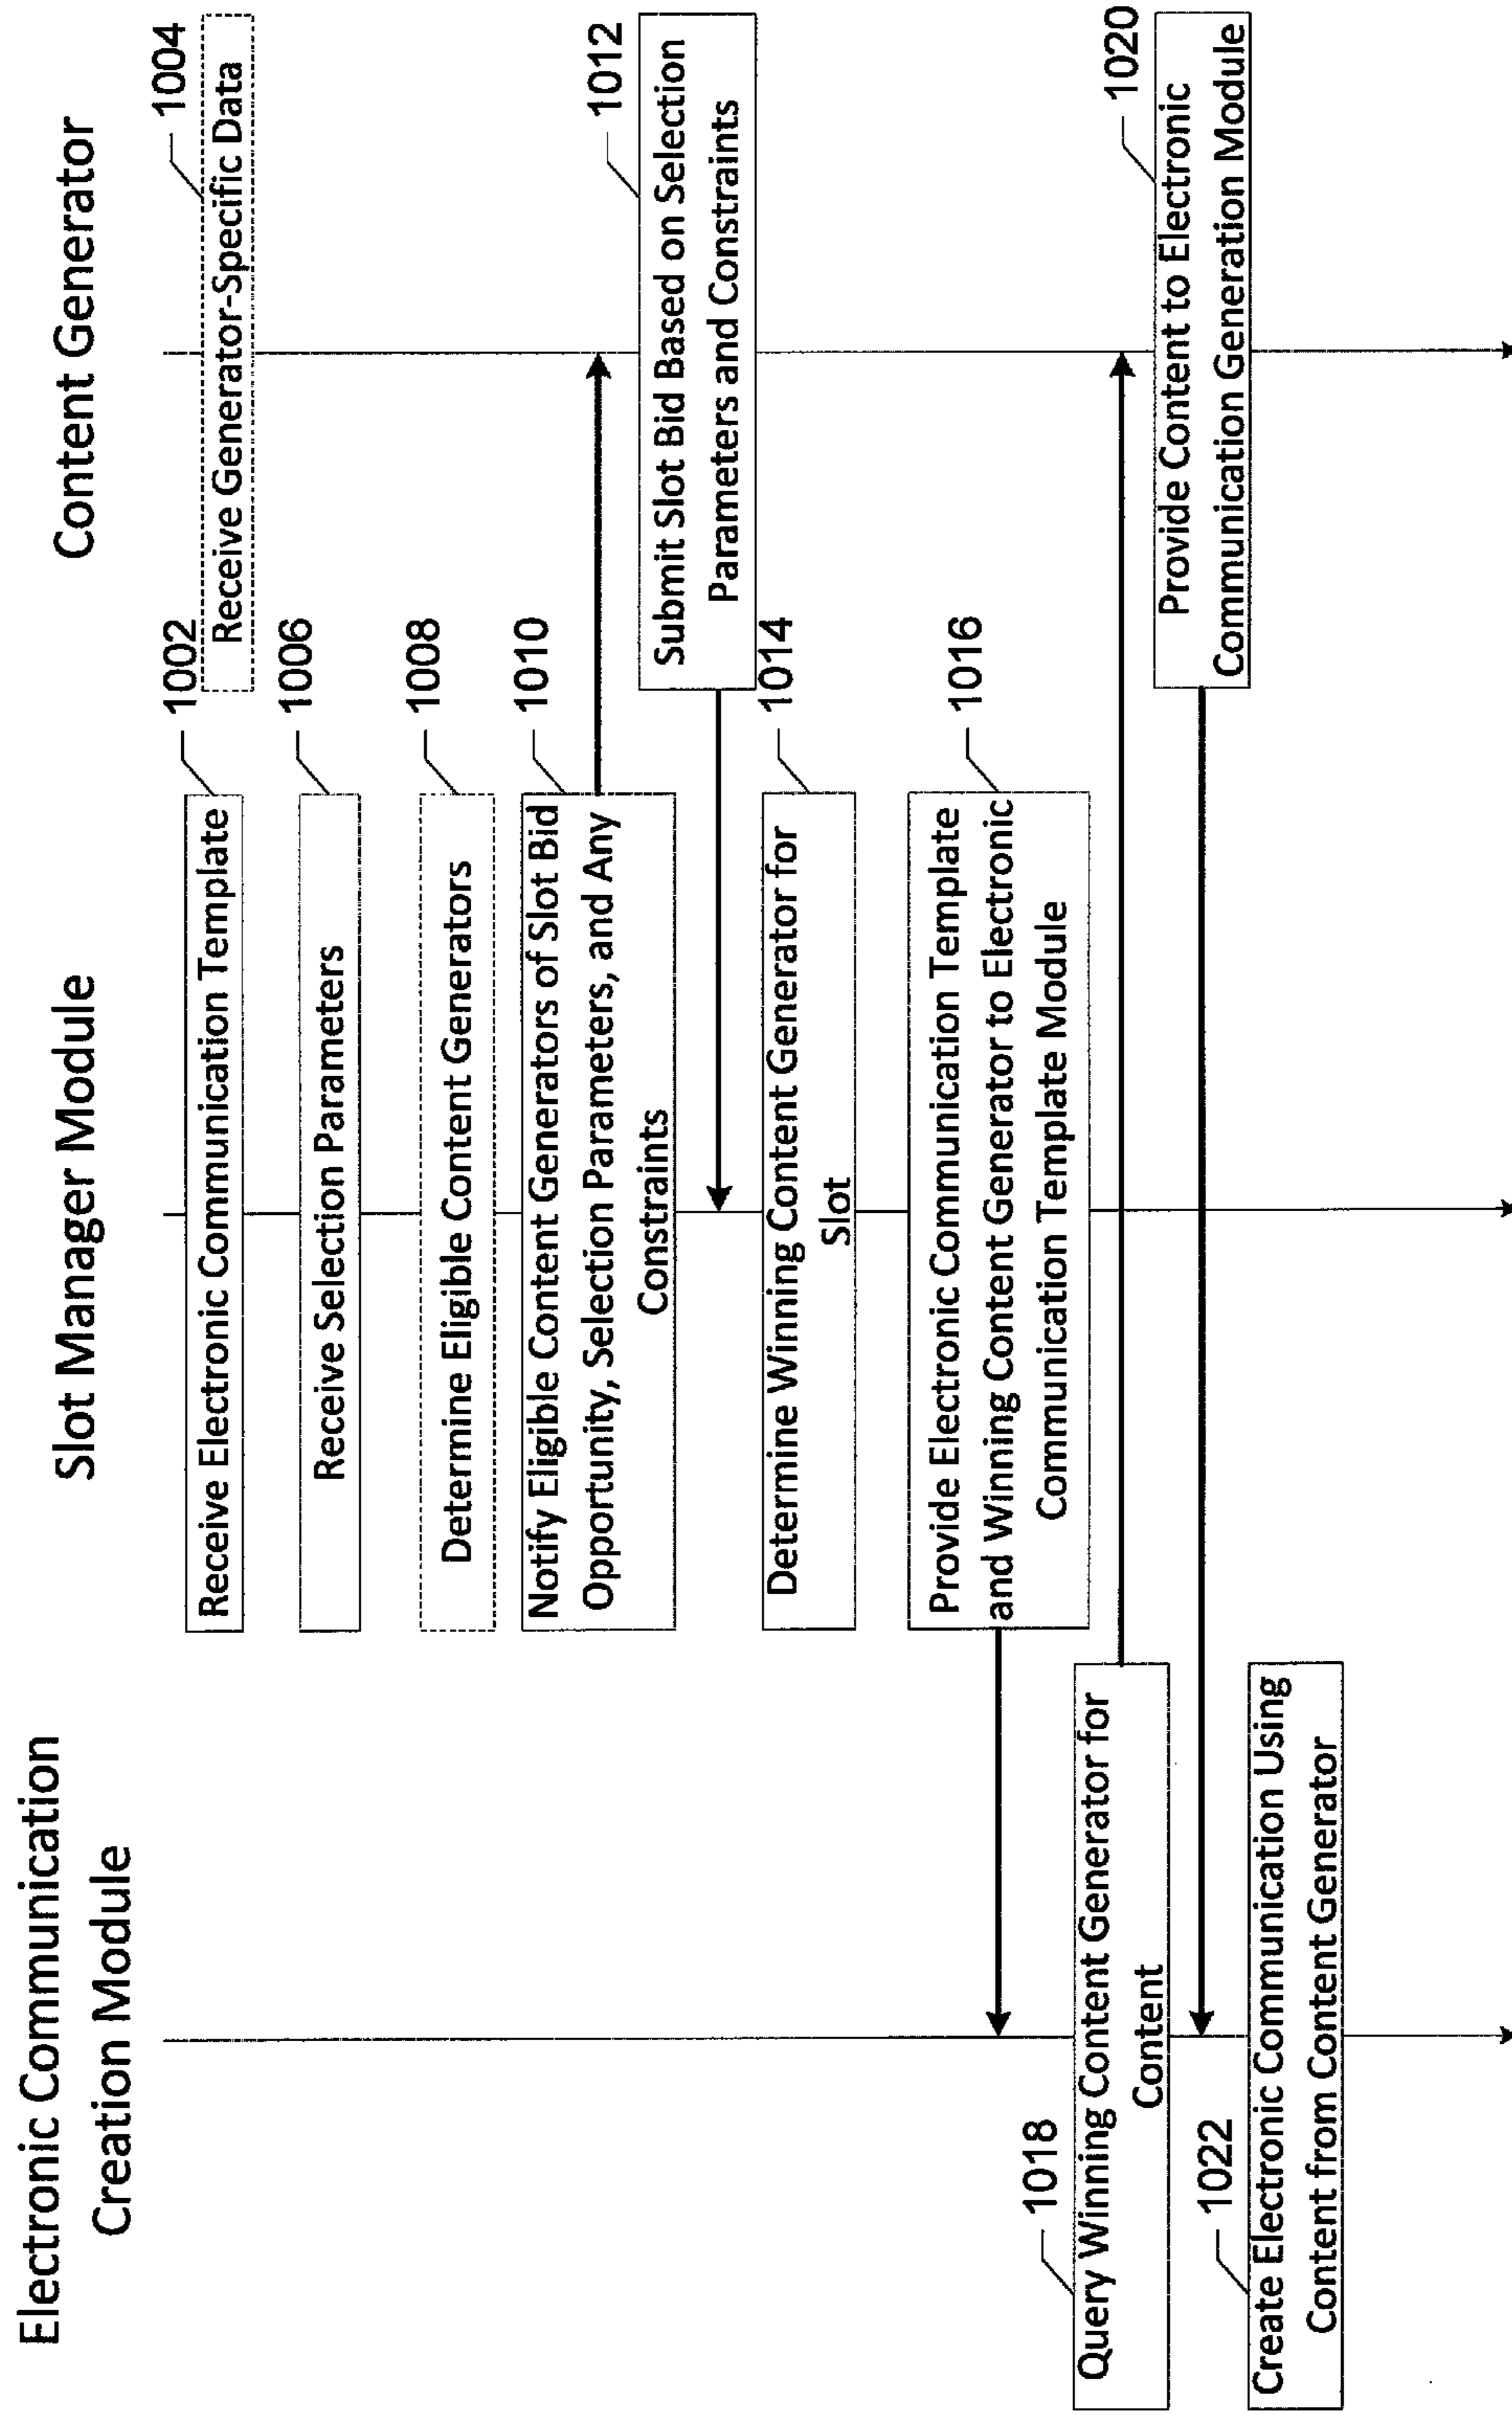 Electronic Communication
Creation Module
Slot Manager Module
Content Generator
1002
Receive Electronic Communication Template
1004
Receive Generator-Specific Data
1006
Receive Selection Parameters
1008
Determine Eligible Content Generators
1010
Notify Eligible Content Generators of Slot Bid
Opportunity, Selection Parameters, and Any
Constraints
1012
Submit Slot Bid Based on Selection
Parameters and Constraints
1014
Determine Winning Content Generator for
Slot
1016
Provide Electronic Communication Template
and Winning Content Generator to Electronic
Communication Template Module
1018
Query Winning Content Generator for
Content
1020
Provide Content to Electronic
Communication Generation Module
1022
Create Electronic Communication Using
Content from Content Generator